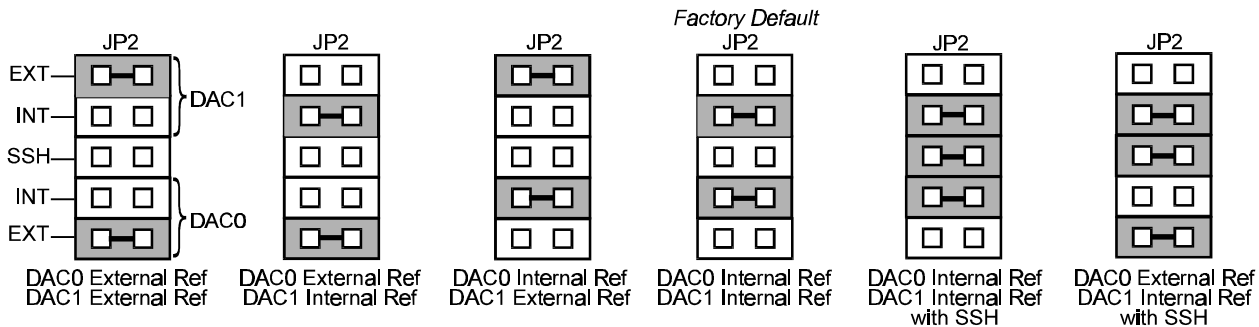 Factory Default
JP2 JP2 JP2 JP2 JP2 JP2
EXT
INT
DAC1
SSH
INT
EXT
DAC0
DAC0 External Ref
DAC1 External Ref
DAC0 External Ref
DAC1 Internal Ref
DAC0 Internal Ref
DAC1 External Ref
DAC0 Internal Ref
DAC1 Internal Ref
DAC0 Internal Ref
DAC1 Internal Ref
with SSH
DAC0 External Ref
DAC1 Internal Ref
with SSH